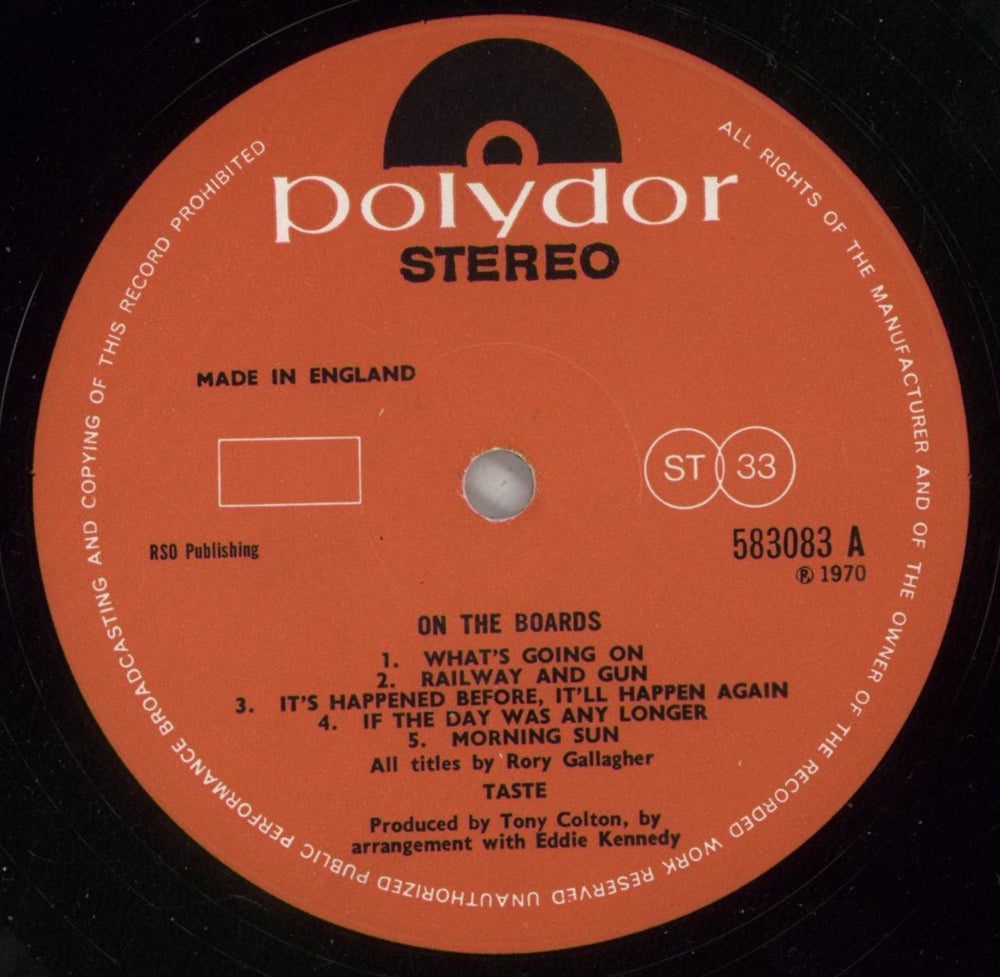 polydor
STEREO
ALL RIGHTS OF THE MANUFACTURER AND OF THE OWNER OF THE RECORDED WORK RESERVED UNAUTHORIZED PUBLIC PERFORMANCE BROADCASTING AND COPYING OF THIS RECORD PROHIBITED
MADE IN ENGLAND
ST 33
RSO Publishing
583083 A
℗ 1970
ON THE BOARDS
1. WHAT'S GOING ON
2. RAILWAY AND GUN
3. IT'S HAPPENED BEFORE, IT'LL HAPPEN AGAIN
4. IF THE DAY WAS ANY LONGER
5. MORNING SUN
All titles by Rory Gallagher
TASTE
Produced by Tony Colton, by
arrangement with Eddie Kennedy